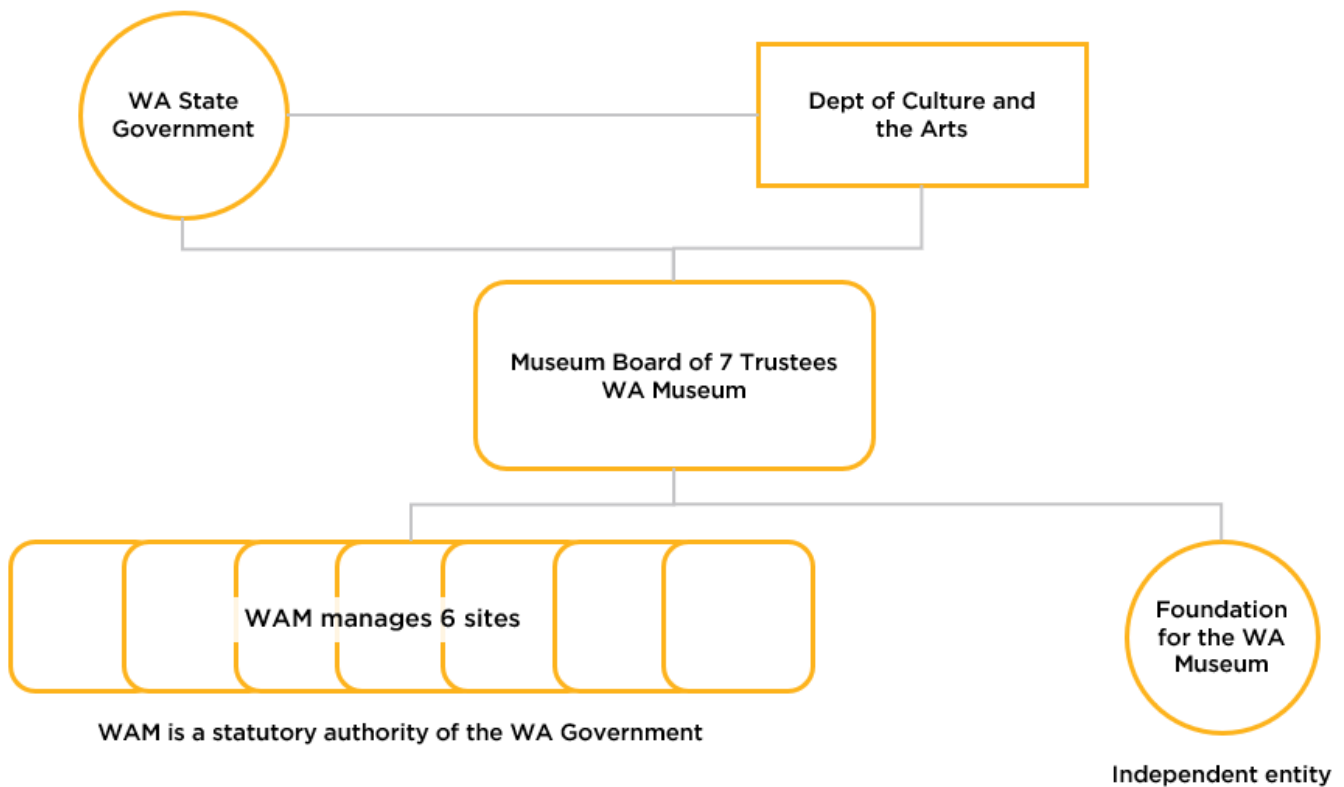 WA State
Government
Dept of Culture and
the Arts
Museum Board of 7 Trustees
WA Museum
WAM manages 6 sites
Foundation
for the WA
Museum
WAM is a statutory authority of the WA Government
Independent entity